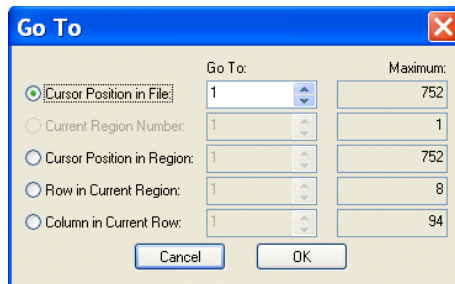 Go To
Go To: Maximum:
Cursor Position in File: 1 752
Current Region Number: 1 1
Cursor Position in Region: 1 752
Row in Current Region: 1 8
Column in Current Row: 1 94
Cancel OK